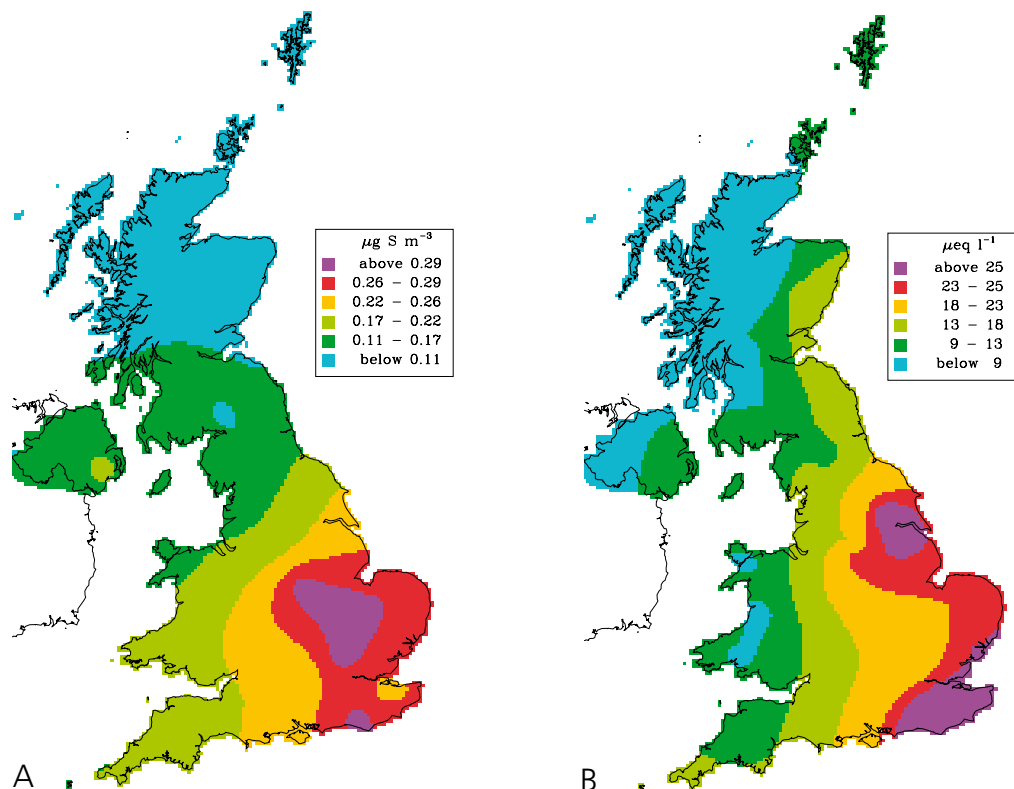 μg S m⁻³
above 0.29
0.26 – 0.29
0.22 – 0.26
0.17 – 0.22
0.11 – 0.17
below 0.11
A
μeq l⁻¹
above 25
23 – 25
18 – 23
13 – 18
9 – 13
below 9
B